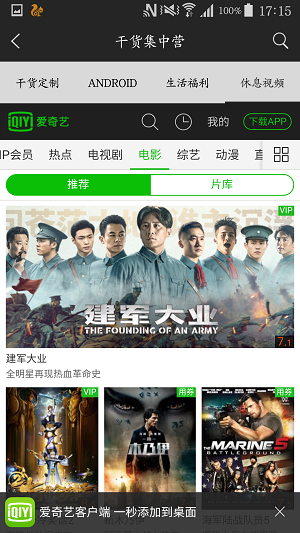 100% 17:15
干货集中营
干货定制 ANDROID 生活福利 休息视频
iQIYI 爱奇艺 我的 下载APP
IP会员 热点 电视剧 电影 综艺 动漫
推荐 片库
VIP
建军大业
THE FOUNDING OF AN ARMY
7.1
建军大业
全明星再现热血革命史
VIP 用券 用券
木乃伊
THE MARINE 5
BATTLEGROUND
QIY 爱奇艺客户端 一秒添加到桌面
海军陆战队员5